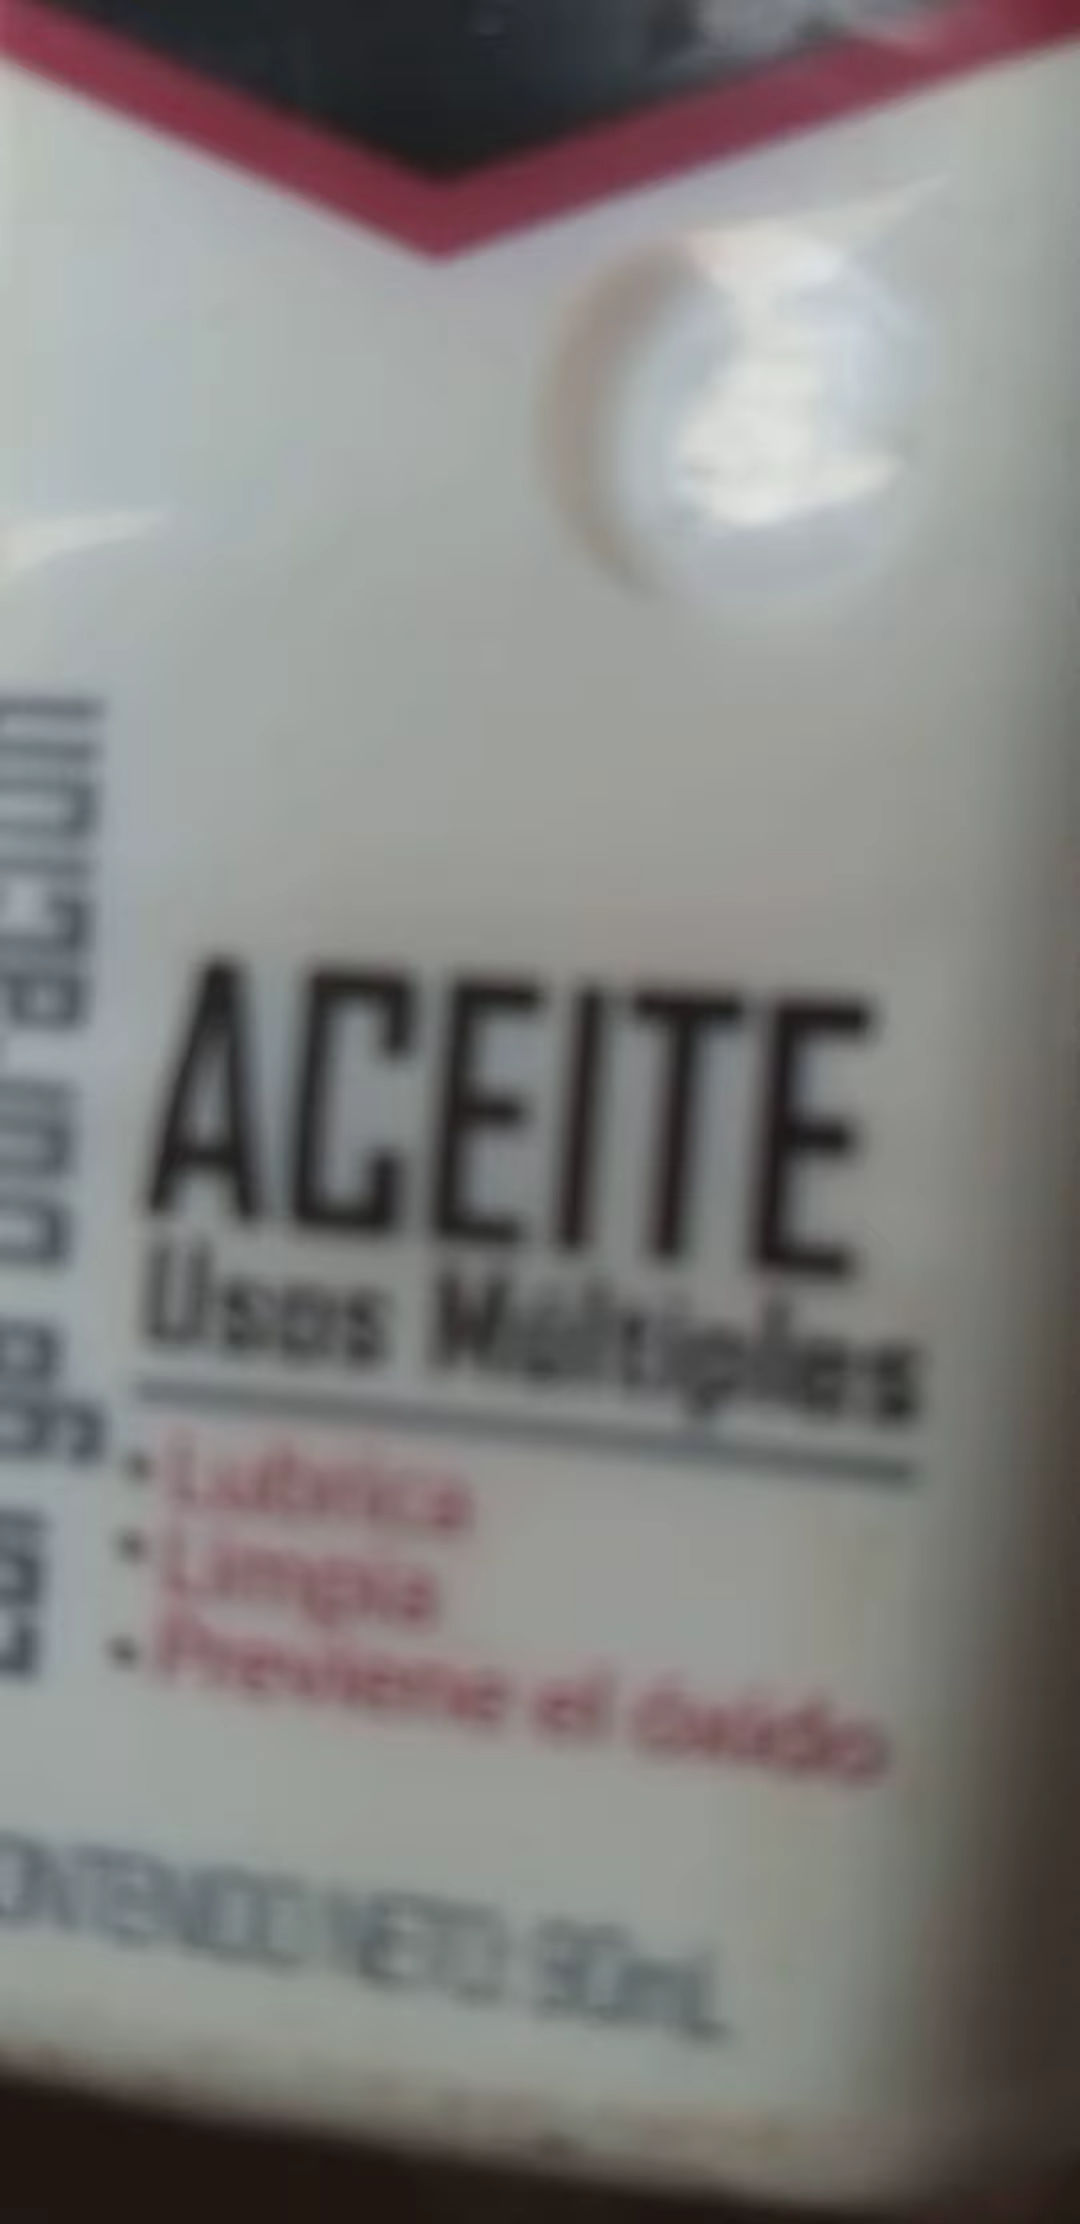 ACEITE
Usos Múltiples
• Lubrica
• Limpia
• Previene el óxido
CONTENIDO NETO: 90mL